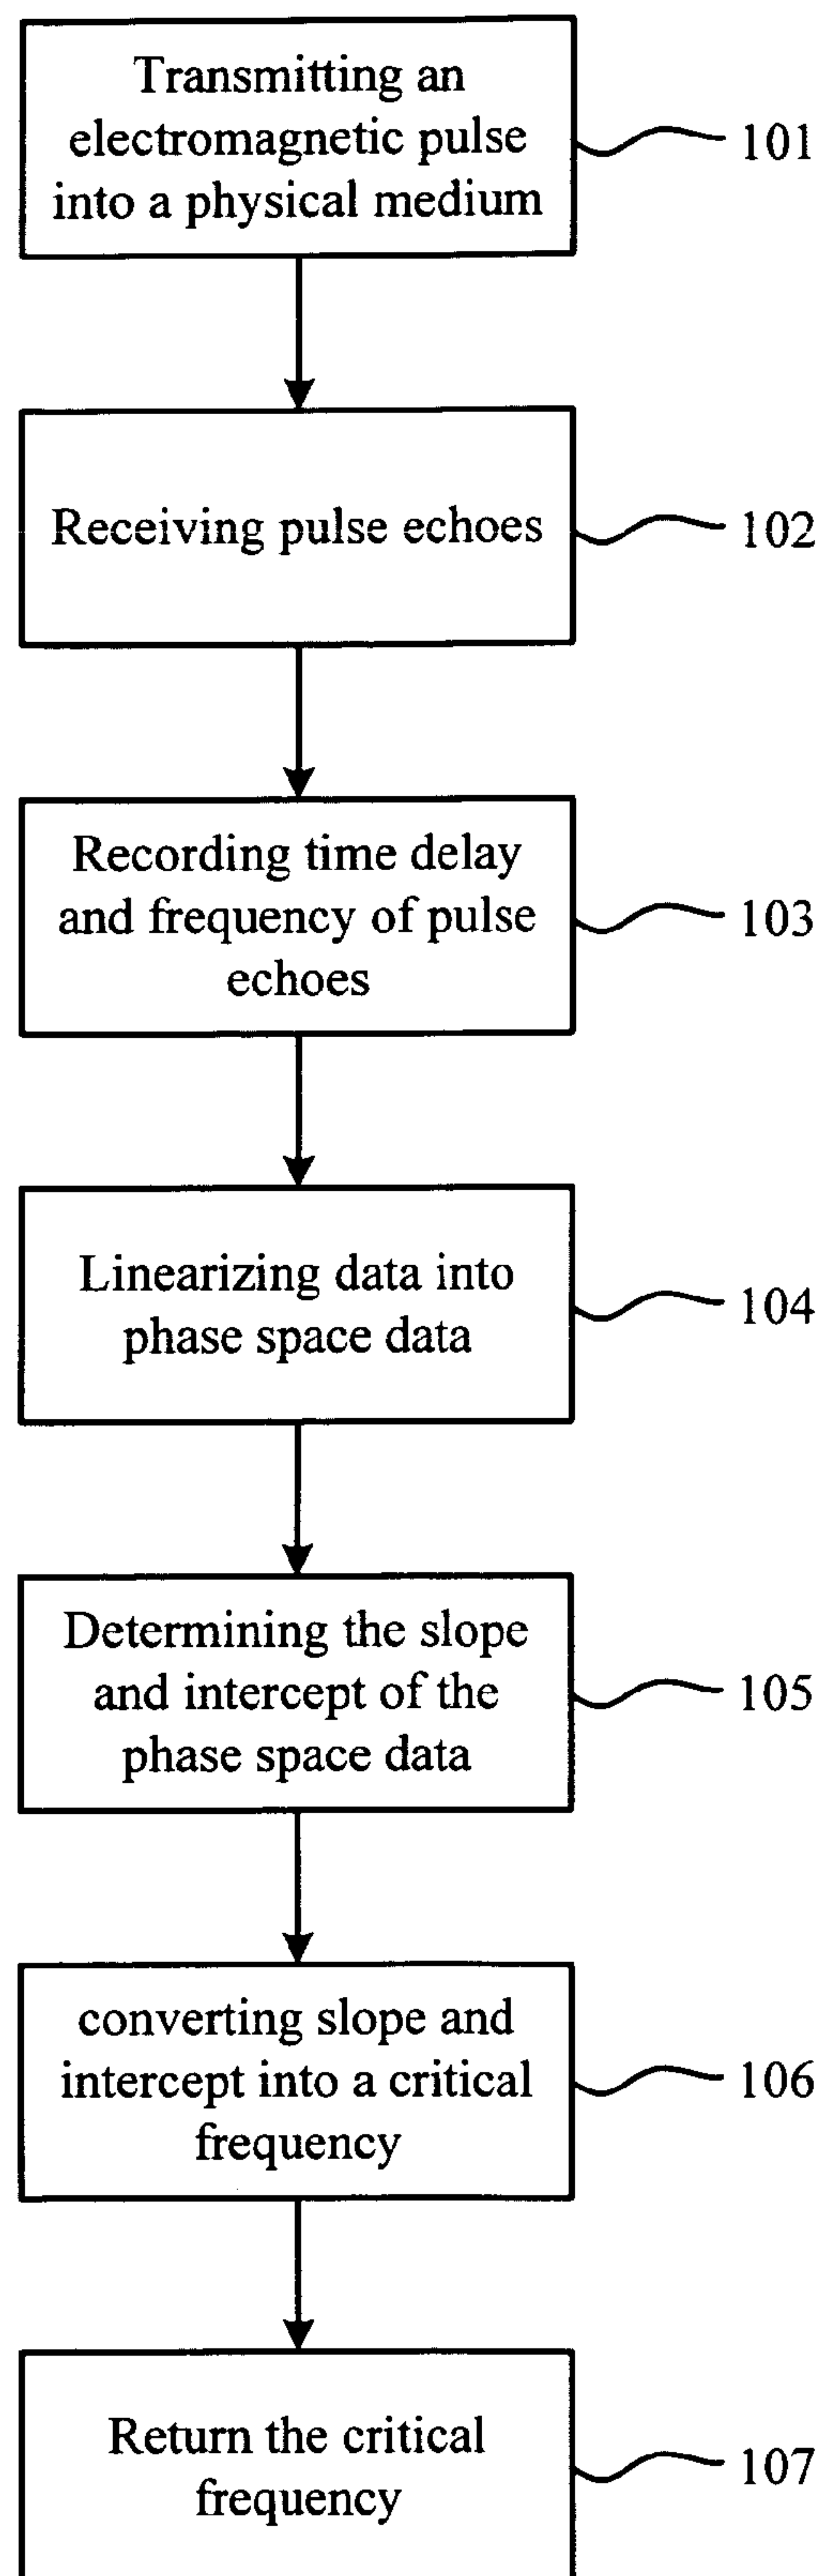 Transmitting an
electromagnetic pulse
into a physical medium
101
Receiving pulse echoes
102
Recording time delay
and frequency of pulse
echoes
103
Linearizing data into
phase space data
104
Determining the slope
and intercept of the
phase space data
105
converting slope and
intercept into a critical
frequency
106
Return the critical
frequency
107